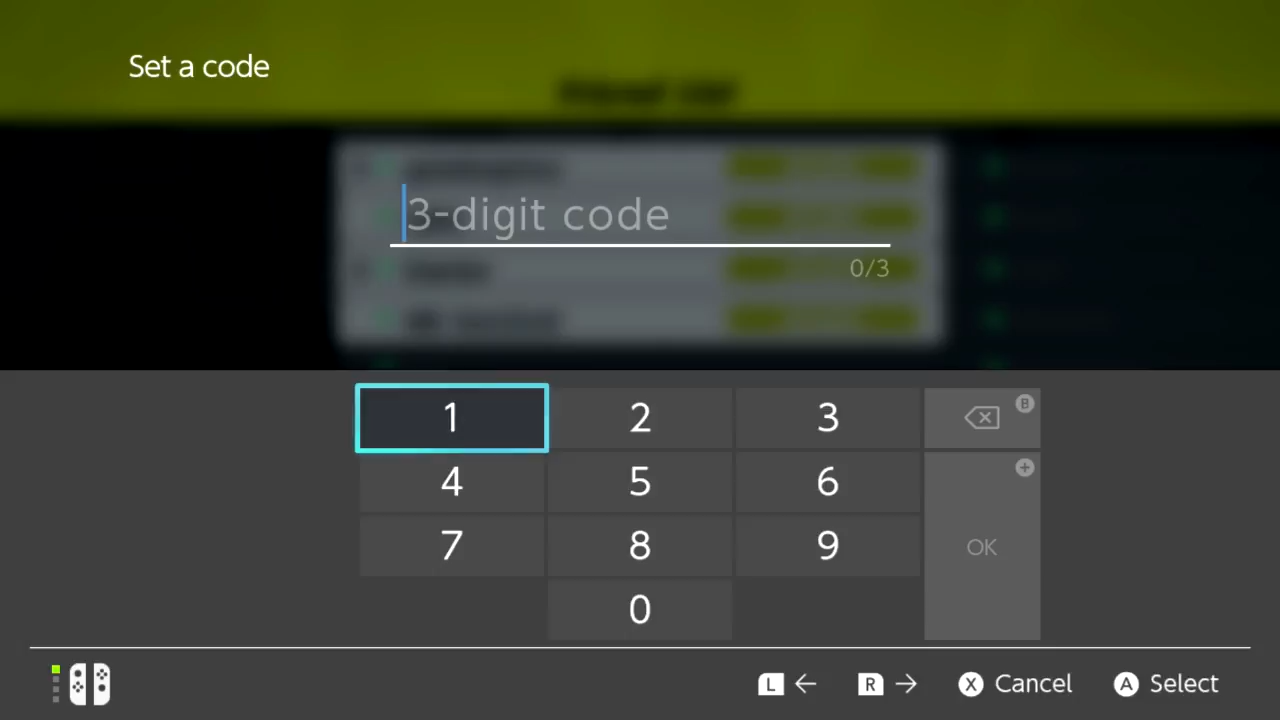 Set a code
3-digit code
0/3
1 2 3 B
4 5 6 +
7 8 9 OK
0
L ← R → X Cancel A Select